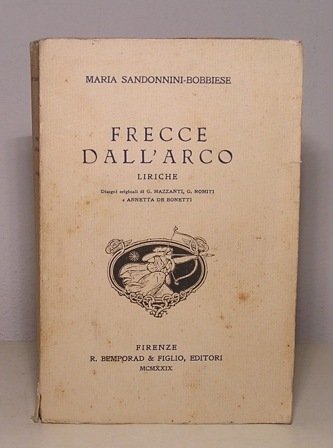 MARIA SANDONNINI-BOBBIESE
FRECCE
DALL'ARCO
LIRICHE
Disegni originali di G. MAZZANTI, G. NOMITI
e ANNETTA DE BONETTI
FIRENZE
R. BEMPORAD & FIGLIO, EDITORI
MCMXXIX